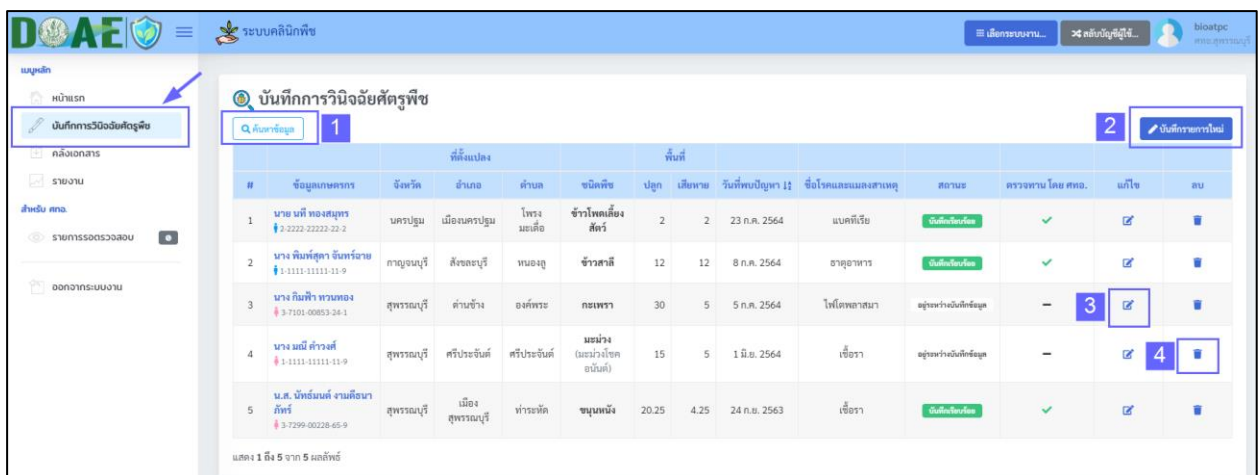 DOAE
ระบบคลินิกพืช
เลือกระบบงาน...
สลับบัญชีผู้ใช้...
bioatpc
ศทอ.สุพรรณบุรี
เมนูหลัก
หน้าแรก
บันทึกการวินิจฉัยศัตรูพืช
คลังเอกสาร
รายงาน
สำหรับ ศทอ.
รายการรอตรวจสอบ
ออกจากระบบงาน
บันทึกการวินิจฉัยศัตรูพืช
ค้นหาข้อมูล 1
2 บันทึกรายการใหม่
ที่ตั้งแปลง พื้นที่
# ข้อมูลเกษตรกร จังหวัด อำเภอ ตำบล ชนิดพืช ปลูก เสียหาย วันที่พบปัญหา ชื่อโรคและแมลงสาเหตุ สถานะ ตรวจทาน โดย ศทอ. แก้ไข ลบ
1 นาย นที ทองสมุทร 2-2222-22222-22-2 นครปฐม เมืองนครปฐม โพรงมะเดื่อ ข้าวโพดเลี้ยงสัตว์ 2 2 23 ก.ค. 2564 แบคทีเรีย บันทึกเรียบร้อย
2 นาง พิมพ์สุดา จันทร์ฉาย 1-1111-11111-11-9 กาญจนบุรี สังขละบุรี หนองลู ข้าวสาลี 12 12 8 ก.ค. 2564 ธาตุอาหาร บันทึกเรียบร้อย
3 นาง กิมฟ้า ทวนทอง 3-7101-00853-24-1 สุพรรณบุรี ด่านช้าง องค์พระ กะเพรา 30 5 5 ก.ค. 2564 ไฟโตพลาสมา อยู่ระหว่างบันทึกข้อมูล 3
4 นาง มณี คำวงศ์ 1-1111-11111-11-9 สุพรรณบุรี ศรีประจันต์ ศรีประจันต์ มะม่วง (มะม่วงโชคอนันต์) 15 5 1 มิ.ย. 2564 เชื้อรา อยู่ระหว่างบันทึกข้อมูล 4
5 น.ส. นัทธ์มนต์ งามดีธนาภัทร์ 3-7299-00228-65-9 สุพรรณบุรี เมืองสุพรรณบุรี ท่าระหัด ขนุนหนัง 20.25 4.25 24 ก.ย. 2563 เชื้อรา บันทึกเรียบร้อย
แสดง 1 ถึง 5 จาก 5 ผลลัพธ์